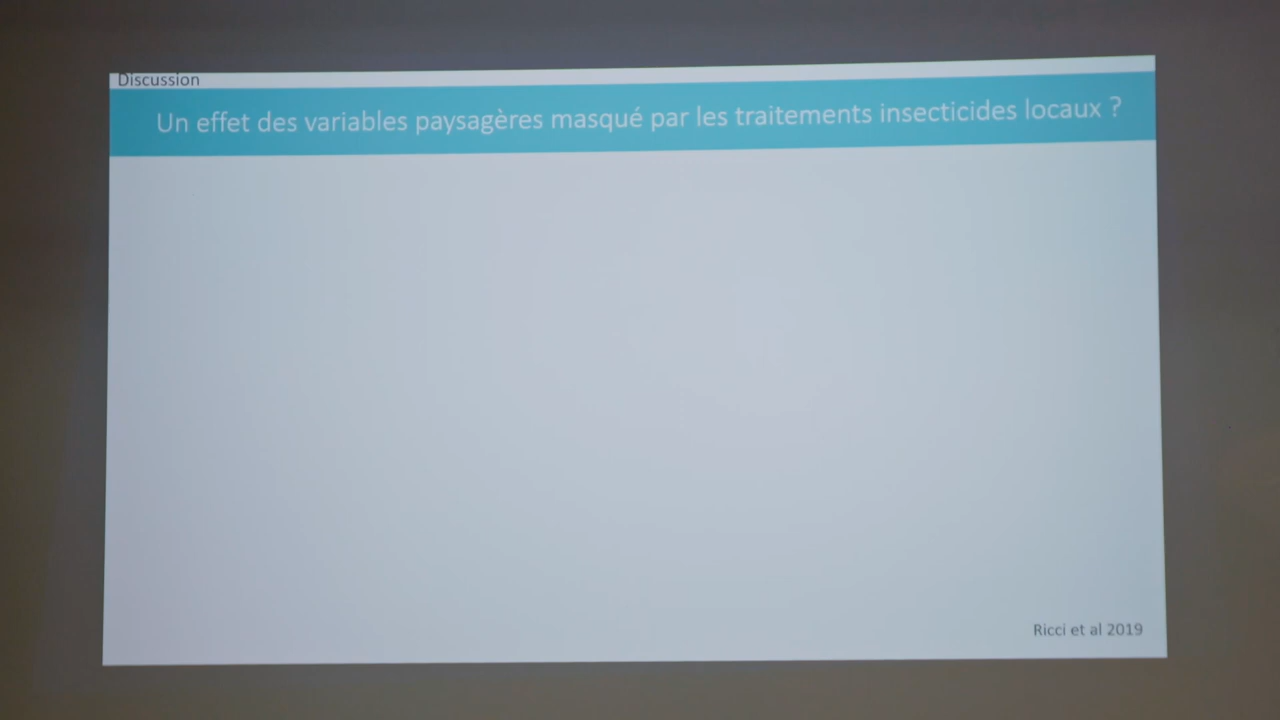 Discussion
Un effet des variables paysagères masqué par les traitements insecticides locaux ?
Ricci et al 2019